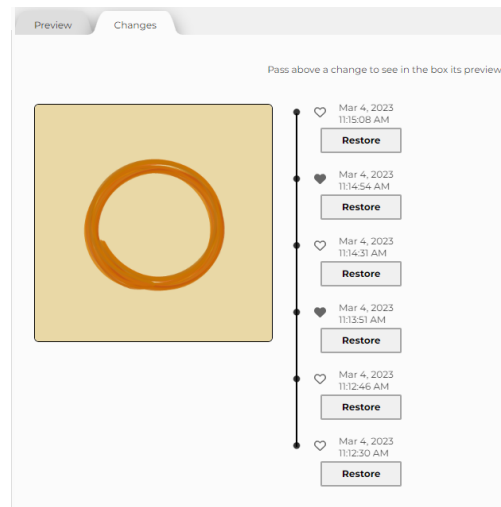 Preview
Changes
Pass above a change to see in the box its preview
Mar 4, 2023
11:15:08 AM
Restore
Mar 4, 2023
11:14:54 AM
Restore
Mar 4, 2023
11:14:31 AM
Restore
Mar 4, 2023
11:13:51 AM
Restore
Mar 4, 2023
11:12:46 AM
Restore
Mar 4, 2023
11:12:30 AM
Restore